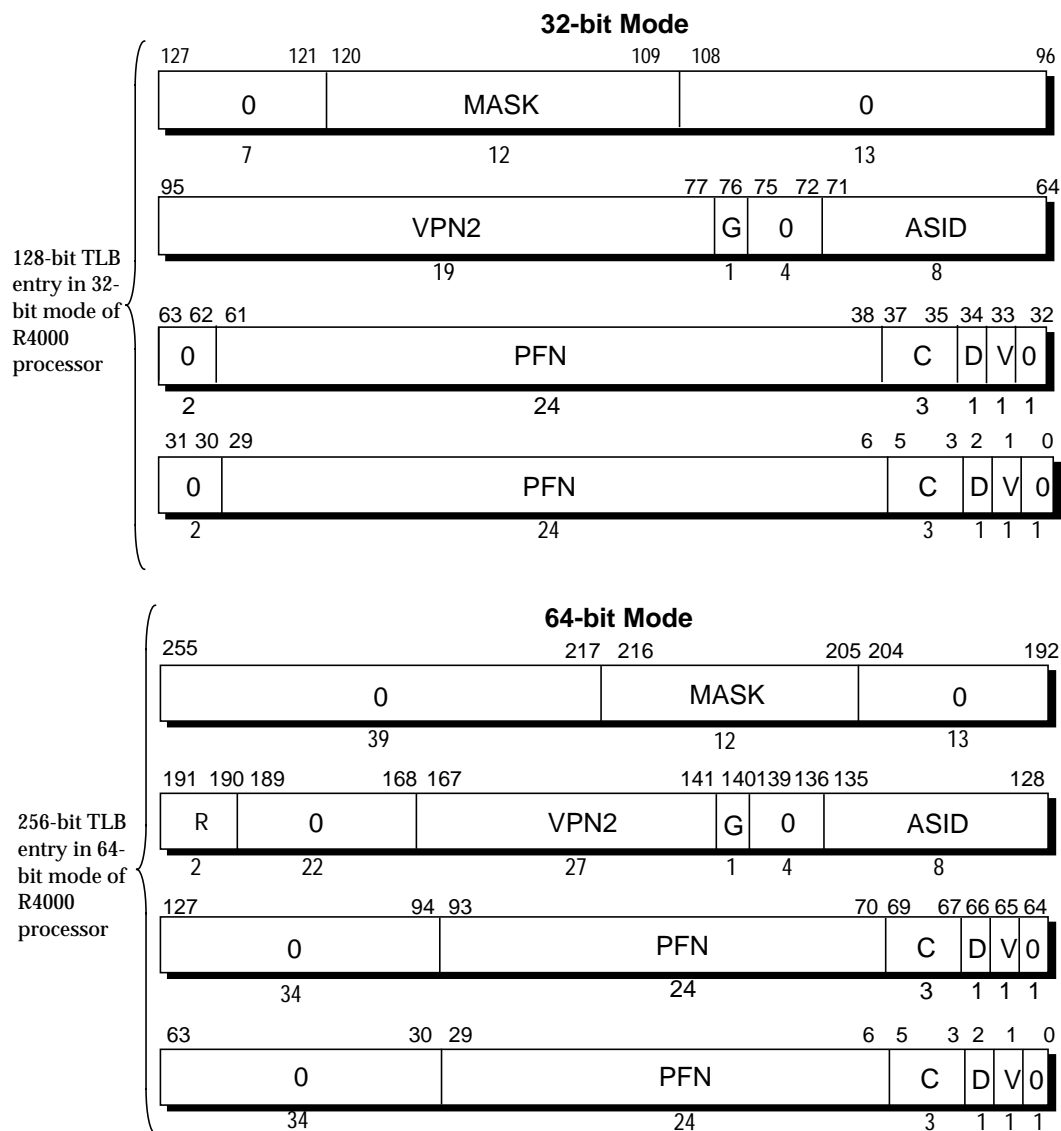 32-bit Mode
127 121 120 109 108 96
0 MASK 0
7 12 13
95 77 76 75 72 71 64
VPN2 G 0 ASID
19 1 4 8
128-bit TLB
entry in 32-
bit mode of
R4000
processor
63 62 61 38 37 35 34 33 32
0 PFN C D V 0
2 24 3 1 1 1
31 30 29 6 5 3 2 1 0
0 PFN C D V 0
2 24 3 1 1 1
64-bit Mode
255 217 216 205 204 192
0 MASK 0
39 12 13
191 190 189 168 167 141 140 139 136 135 128
R 0 VPN2 G 0 ASID
2 22 27 1 4 8
256-bit TLB
entry in 64-
bit mode of
R4000
processor
127 94 93 70 69 67 66 65 64
0 PFN C D V 0
34 24 3 1 1 1
63 30 29 6 5 3 2 1 0
0 PFN C D V 0
34 24 3 1 1 1